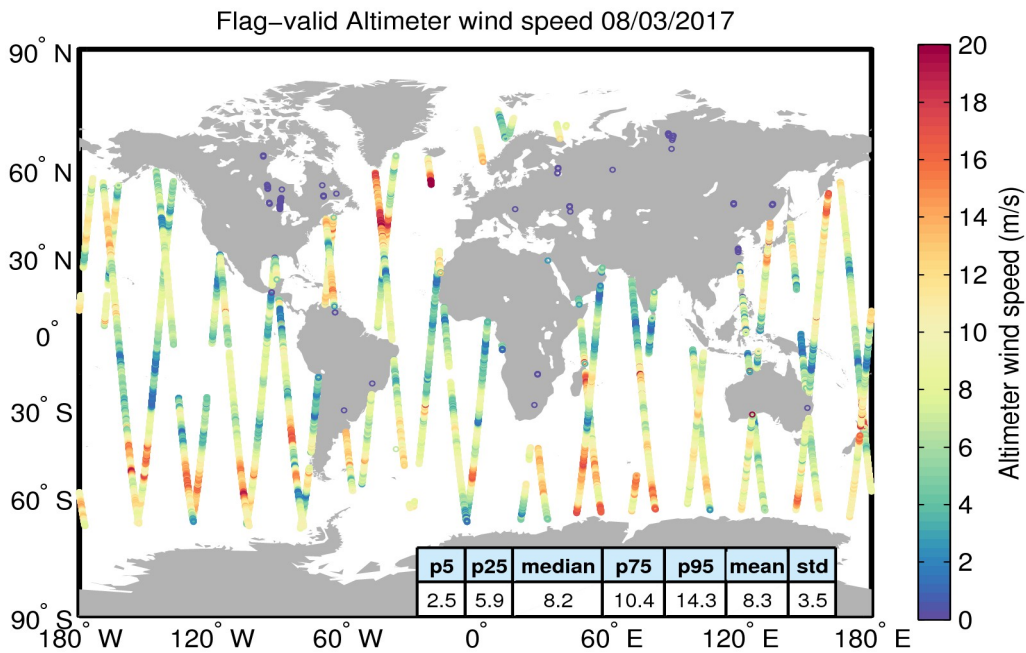 Flag−valid Altimeter wind speed 08/03/2017
90° N
60° N
30° N
0°
30° S
60° S
90° S
180° W
120° W
60° W
0°
60° E
120° E
180° E
p5 p25 median p75 p95 mean std
2.5 5.9 8.2 10.4 14.3 8.3 3.5
20
18
16
14
12
10
8
6
4
2
0
Altimeter wind speed (m/s)